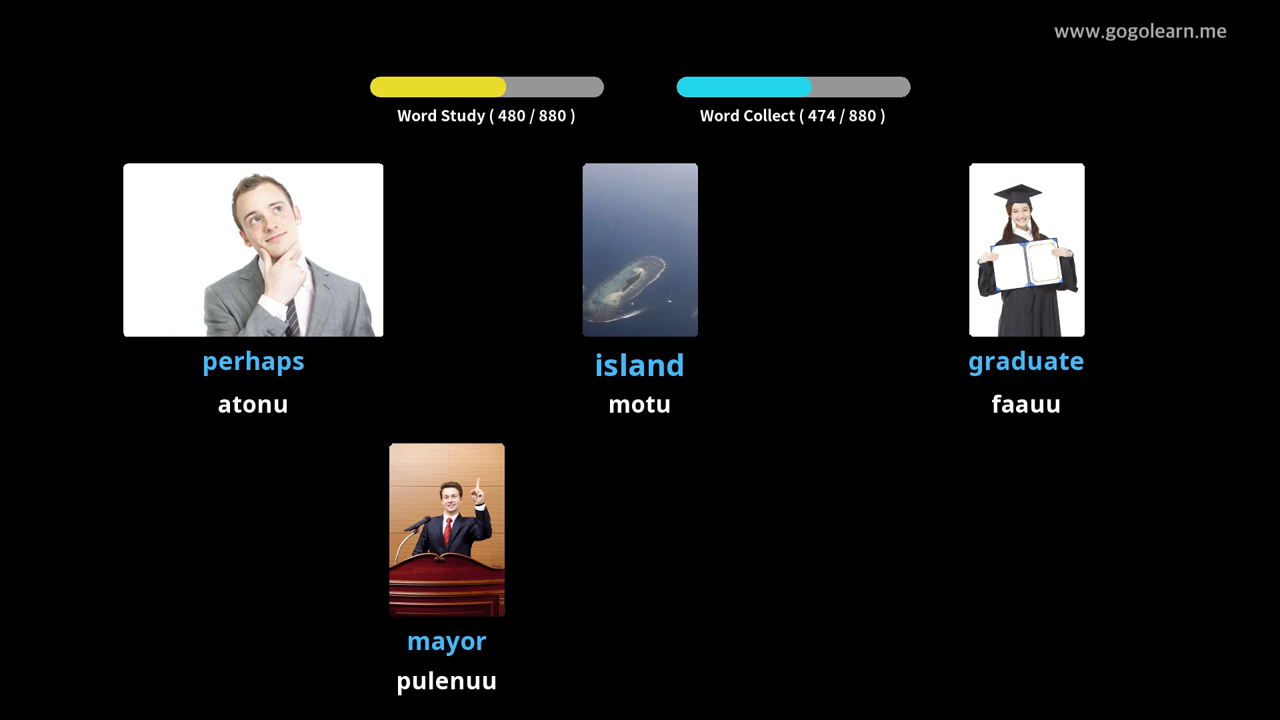 www.gogolearn.me
Word Study ( 480 / 880 )
Word Collect ( 474 / 880 )
perhaps
atonu
island
motu
graduate
faauu
mayor
pulenuu